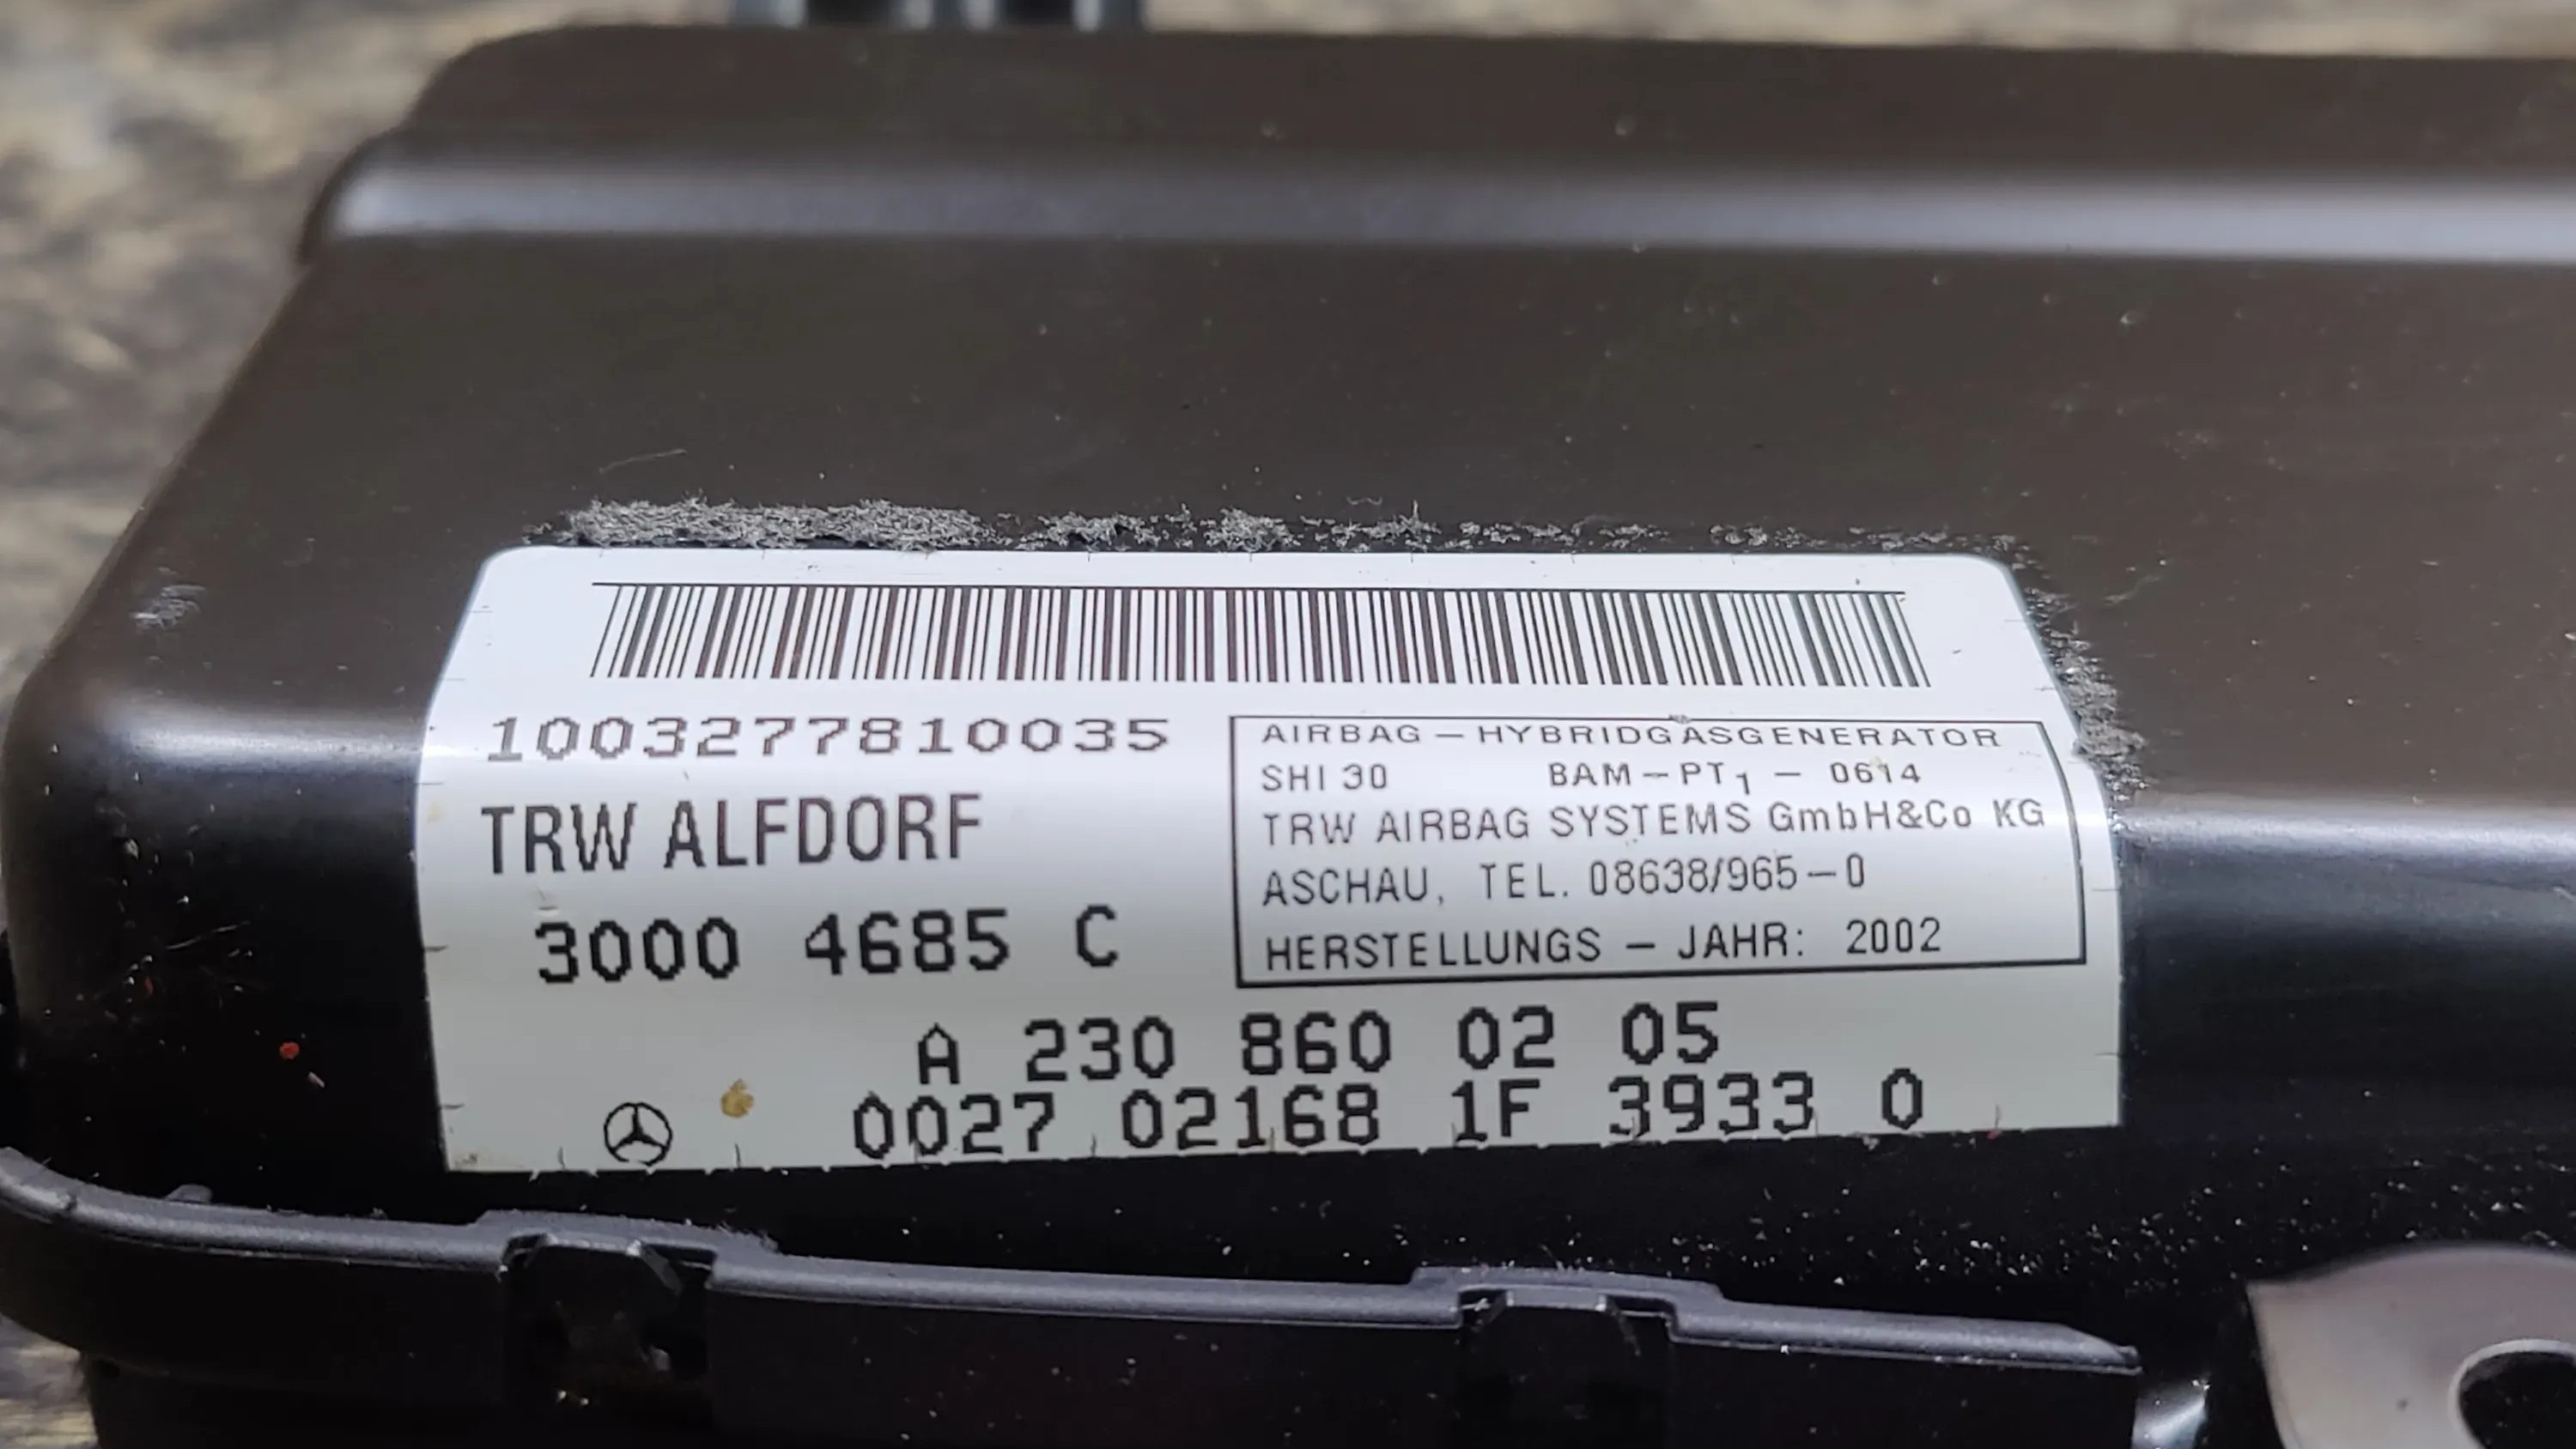 1003277810035
TRW ALFDORF
3000 4685 C
AIRBAG – HYBRIDGASGENERATOR
SHI 30 BAM – PT1 – 0614
TRW AIRBAG SYSTEMS GmbH&Co KG
ASCHAU, TEL. 08638/965 – 0
HERSTELLUNGS – JAHR: 2002
A 230 860 02 05
0027 02168 1F 3933 0